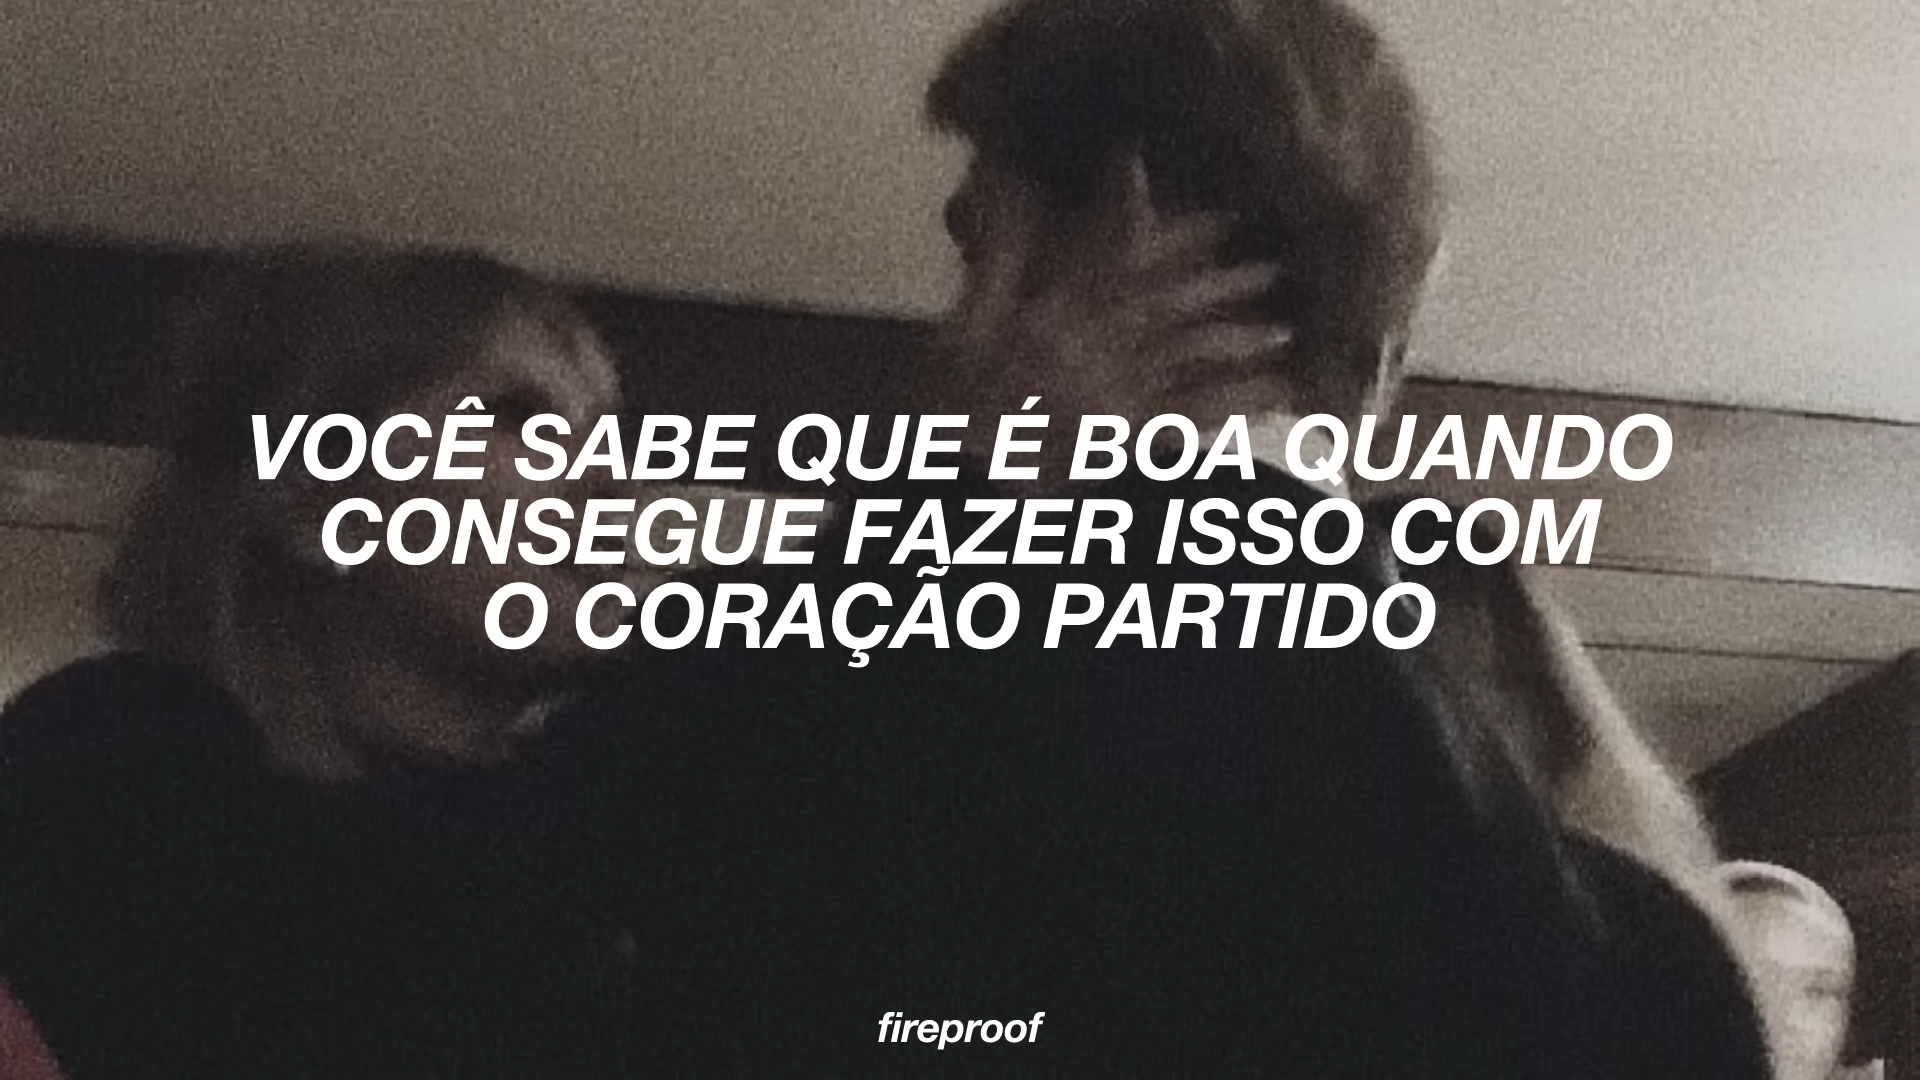 VOCÊ SABE QUE É BOA QUANDO
CONSEGUE FAZER ISSO COM
O CORAÇÃO PARTIDO
fireproof